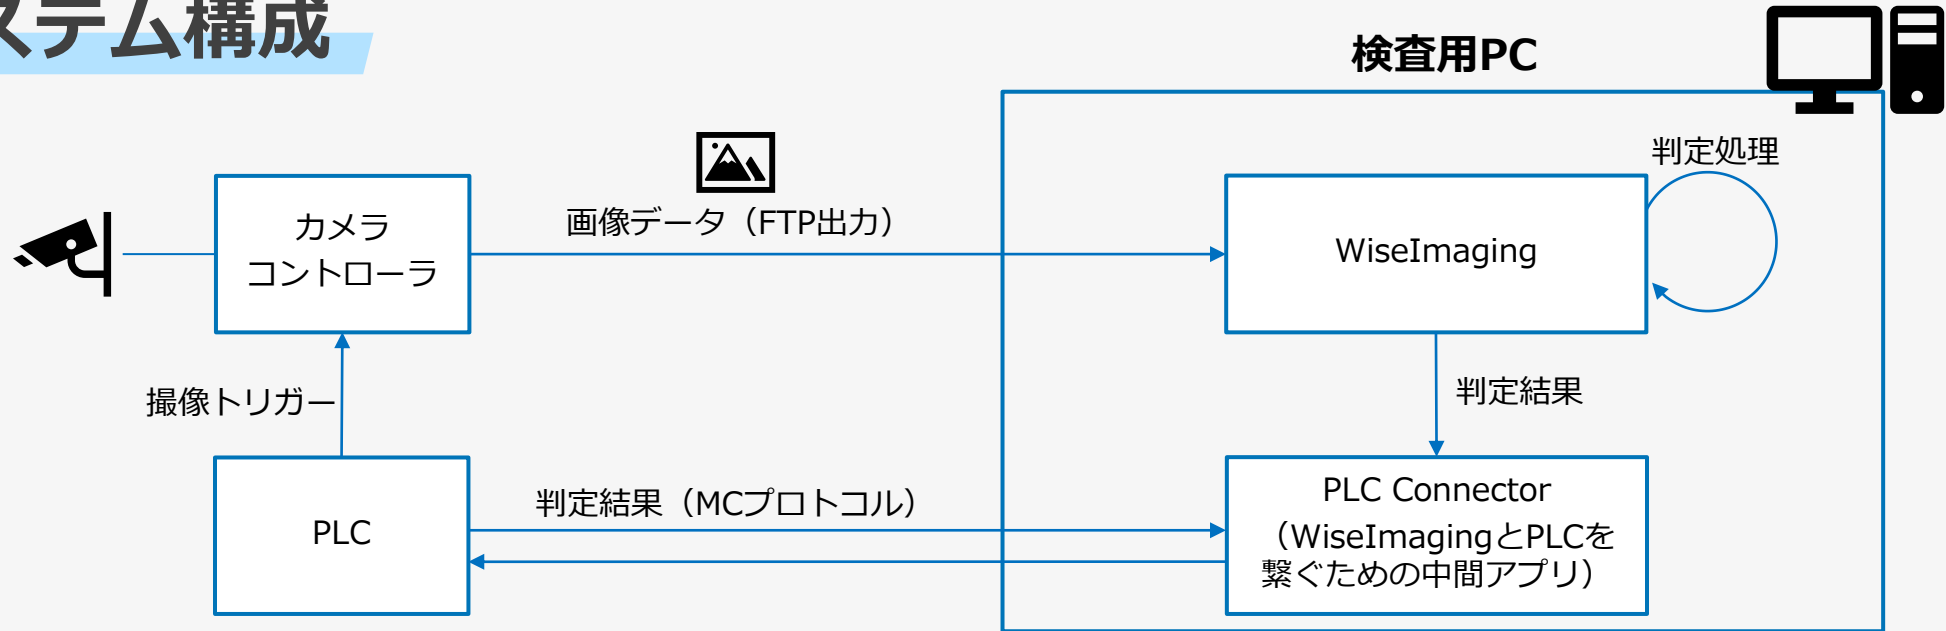 ステム構成
検査用PC
判定処理
画像データ（FTP出力）
カメラ
コントローラ
WiseImaging
撮像トリガー
判定結果
判定結果（MCプロトコル）
PLC
PLC Connector
（WiseImagingとPLCを
繋ぐための中間アプリ）